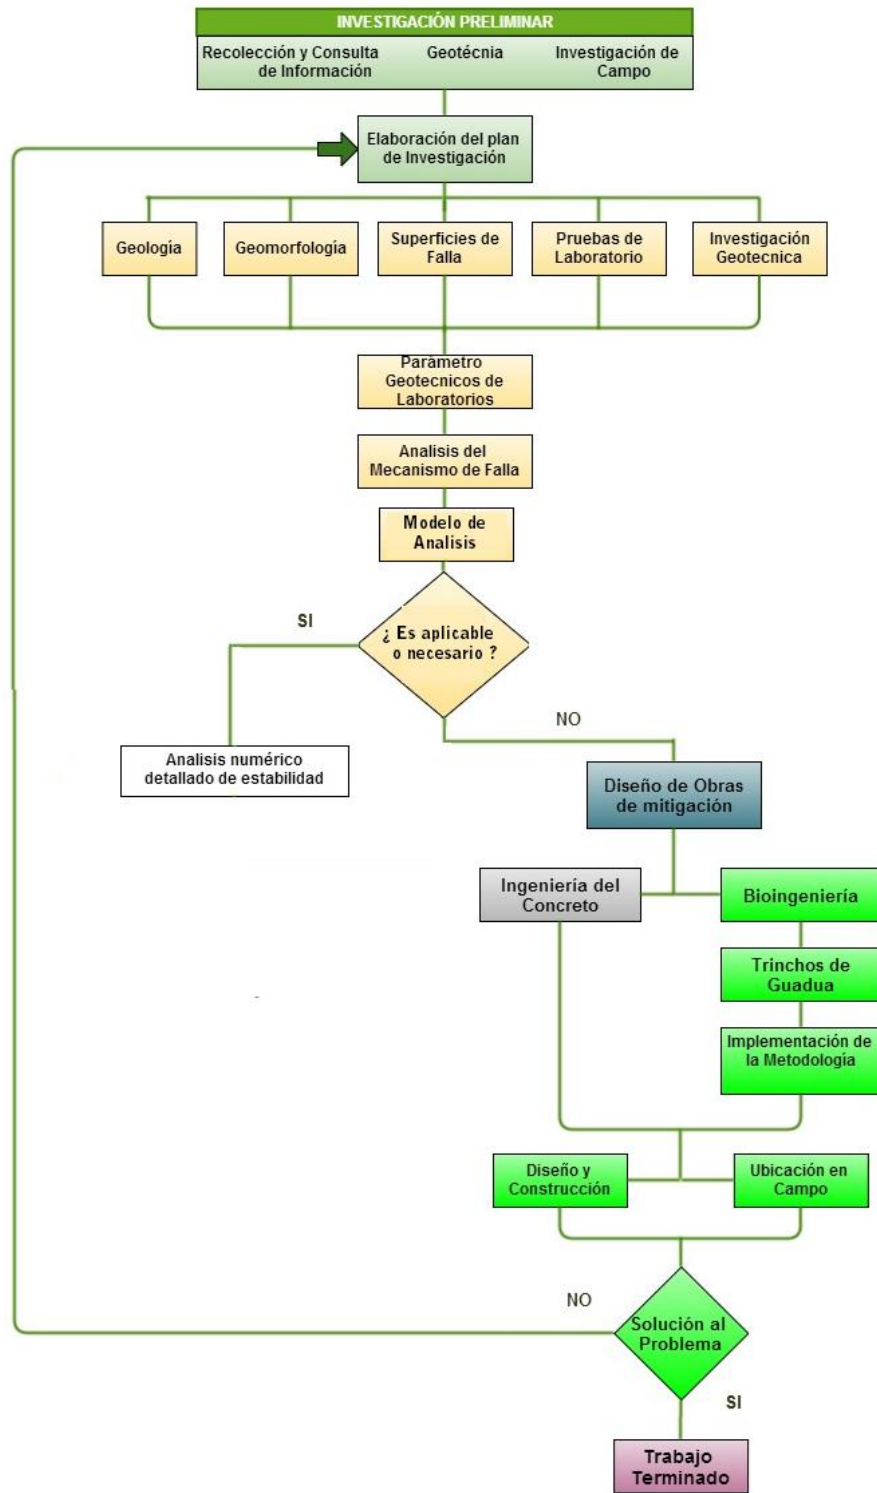 INVESTIGACIÓN PRELIMINAR
Recolección y Consulta
de Información
Geotécnia
Investigación de
Campo
Elaboración del plan
de Investigación
Geología
Geomorfología
Superficies de
Falla
Pruebas de
Laboratorio
Investigación
Geotecnica
Parámetro
Geotecnicos de
Laboratorios
Analisis del
Mecanismo de Falla
Modelo de
Analisis
¿ Es aplicable
o necesario ?
SI
NO
Analisis numérico
detallado de estabilidad
Diseño de Obras
de mitigación
Ingeniería del
Concreto
Bioingeniería
Trinchos de
Guadua
Implementación de
la Metodología
Diseño y
Construcción
Ubicación en
Campo
NO
Solución al
Problema
SI
Trabajo
Terminado